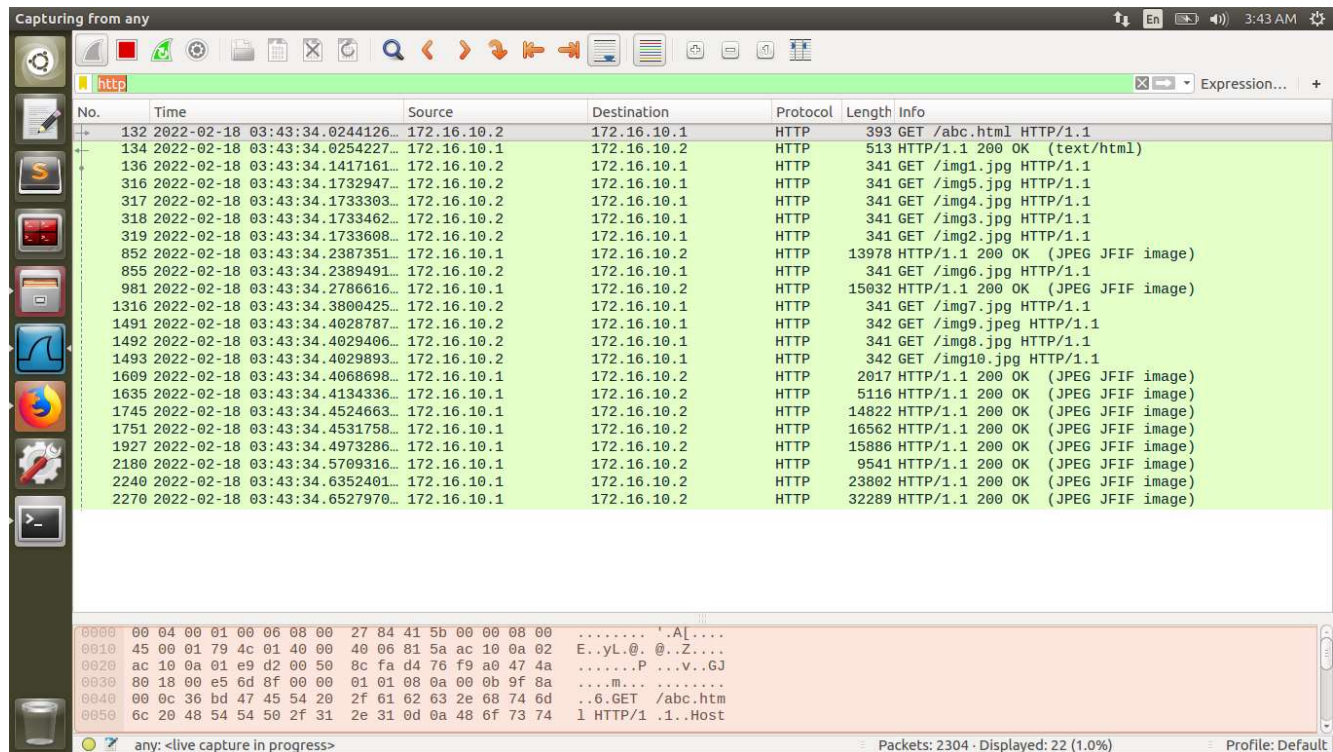 Capturing from any
En
3:43 AM
http
Expression...
+
No. Time Source Destination Protocol Length Info
132 2022-02-18 03:43:34.0244126… 172.16.10.2 172.16.10.1 HTTP 393 GET /abc.html HTTP/1.1
134 2022-02-18 03:43:34.0254227… 172.16.10.1 172.16.10.2 HTTP 513 HTTP/1.1 200 OK (text/html)
136 2022-02-18 03:43:34.1417161… 172.16.10.2 172.16.10.1 HTTP 341 GET /img1.jpg HTTP/1.1
316 2022-02-18 03:43:34.1732947… 172.16.10.2 172.16.10.1 HTTP 341 GET /img5.jpg HTTP/1.1
317 2022-02-18 03:43:34.1733303… 172.16.10.2 172.16.10.1 HTTP 341 GET /img4.jpg HTTP/1.1
318 2022-02-18 03:43:34.1733462… 172.16.10.2 172.16.10.1 HTTP 341 GET /img3.jpg HTTP/1.1
319 2022-02-18 03:43:34.1733608… 172.16.10.2 172.16.10.1 HTTP 341 GET /img2.jpg HTTP/1.1
852 2022-02-18 03:43:34.2387351… 172.16.10.1 172.16.10.2 HTTP 13978 HTTP/1.1 200 OK (JPEG JFIF image)
855 2022-02-18 03:43:34.2389491… 172.16.10.2 172.16.10.1 HTTP 341 GET /img6.jpg HTTP/1.1
981 2022-02-18 03:43:34.2786616… 172.16.10.1 172.16.10.2 HTTP 15032 HTTP/1.1 200 OK (JPEG JFIF image)
1316 2022-02-18 03:43:34.3800425… 172.16.10.2 172.16.10.1 HTTP 341 GET /img7.jpg HTTP/1.1
1491 2022-02-18 03:43:34.4028787… 172.16.10.2 172.16.10.1 HTTP 342 GET /img9.jpeg HTTP/1.1
1492 2022-02-18 03:43:34.4029406… 172.16.10.2 172.16.10.1 HTTP 341 GET /img8.jpg HTTP/1.1
1493 2022-02-18 03:43:34.4029893… 172.16.10.2 172.16.10.1 HTTP 342 GET /img10.jpg HTTP/1.1
1609 2022-02-18 03:43:34.4068698… 172.16.10.1 172.16.10.2 HTTP 2017 HTTP/1.1 200 OK (JPEG JFIF image)
1635 2022-02-18 03:43:34.4134336… 172.16.10.1 172.16.10.2 HTTP 5116 HTTP/1.1 200 OK (JPEG JFIF image)
1745 2022-02-18 03:43:34.4524663… 172.16.10.1 172.16.10.2 HTTP 14822 HTTP/1.1 200 OK (JPEG JFIF image)
1751 2022-02-18 03:43:34.4531758… 172.16.10.1 172.16.10.2 HTTP 16562 HTTP/1.1 200 OK (JPEG JFIF image)
1927 2022-02-18 03:43:34.4973286… 172.16.10.1 172.16.10.2 HTTP 15886 HTTP/1.1 200 OK (JPEG JFIF image)
2180 2022-02-18 03:43:34.5709316… 172.16.10.1 172.16.10.2 HTTP 9541 HTTP/1.1 200 OK (JPEG JFIF image)
2240 2022-02-18 03:43:34.6352401… 172.16.10.1 172.16.10.2 HTTP 23802 HTTP/1.1 200 OK (JPEG JFIF image)
2270 2022-02-18 03:43:34.6527970… 172.16.10.1 172.16.10.2 HTTP 32289 HTTP/1.1 200 OK (JPEG JFIF image)
0000 00 04 00 01 00 06 08 00 27 84 41 5b 00 00 08 00 ........ '.A[....
0010 45 00 01 79 4c 01 40 00 40 06 81 5a ac 10 0a 02 E..yL.@. @..Z....
0020 ac 10 0a 01 e9 d2 00 50 8c fa d4 76 f9 a0 47 4a .......P ...v..GJ
0030 80 18 00 e5 6d 8f 00 00 01 01 08 0a 00 0b 9f 8a ....m... ........
0040 00 0c 36 bd 47 45 54 20 2f 61 62 63 2e 68 74 6d ..6.GET /abc.htm
0050 6c 20 48 54 54 50 2f 31 2e 31 0d 0a 48 6f 73 74 l HTTP/1 .1..Host
any: <live capture in progress>
Packets: 2304 · Displayed: 22 (1.0%)
Profile: Default